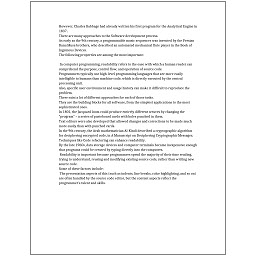 However, Charles Babbage had already written his first program for the Analytical Engine in
1837.
There are many approaches to the Software development process.
As early as the 9th century, a programmable music sequencer was invented by the Persian
Banu Musa brothers, who described an automated mechanical flute player in the Book of
Ingenious Devices.
The following properties are among the most important:

To computer programming, readability refers to the ease with which a human reader can
comprehend the purpose, control flow, and operation of source code.
Programmers typically use high-level programming languages that are more easily
intelligible to humans than machine code, which is directly executed by the central
processing unit.
Also, specific user environment and usage history can make it difficult to reproduce the
problem.
There exist a lot of different approaches for each of those tasks.
They are the building blocks for all software, from the simplest applications to the most
sophisticated ones.
In 1801, the Jacquard loom could produce entirely different weaves by changing the
"program" – a series of pasteboard cards with holes punched in them.
Text editors were also developed that allowed changes and corrections to be made much
more easily than with punched cards.
In the 9th century, the Arab mathematician Al-Kindi described a cryptographic algorithm
for deciphering encrypted code, in A Manuscript on Deciphering Cryptographic Messages.
Techniques like Code refactoring can enhance readability.
By the late 1960s, data storage devices and computer terminals became inexpensive enough
that programs could be created by typing directly into the computers.
Readability is important because programmers spend the majority of their time reading,
trying to understand, reusing and modifying existing source code, rather than writing new
source code.
Some of these factors include:
The presentation aspects of this (such as indents, line breaks, color highlighting, and so on)
are often handled by the source code editor, but the content aspects reflect the
programmer's talent and skills.